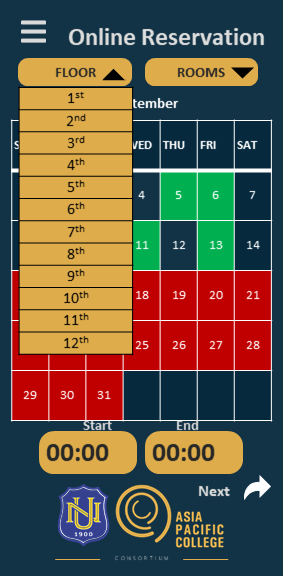 Online Reservation
FLOOR ROOMS
1st
2nd
3rd
4th
5th
6th
7th
8th
9th
10th
11th
12th
tember
S ED THU FRI SAT
4 5 6 7
11 12 13 14
18 19 20 21
25 26 27 28
29 30 31
Start End
00:00 00:00
Next
NU
1900
ASIA
PACIFIC
COLLEGE
CONSORTIUM